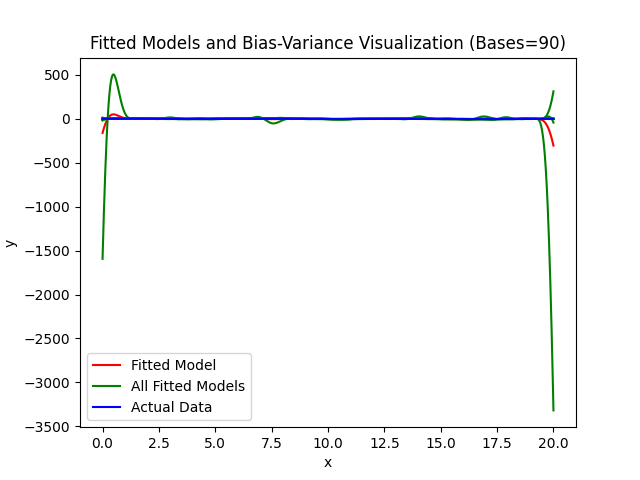 Fitted Models and Bias-Variance Visualization (Bases=90)
500
0
−500
−1000
−1500
−2000
−2500
−3000
−3500
y
Fitted Model
All Fitted Models
Actual Data
0.0 2.5 5.0 7.5 10.0 12.5 15.0 17.5 20.0
x